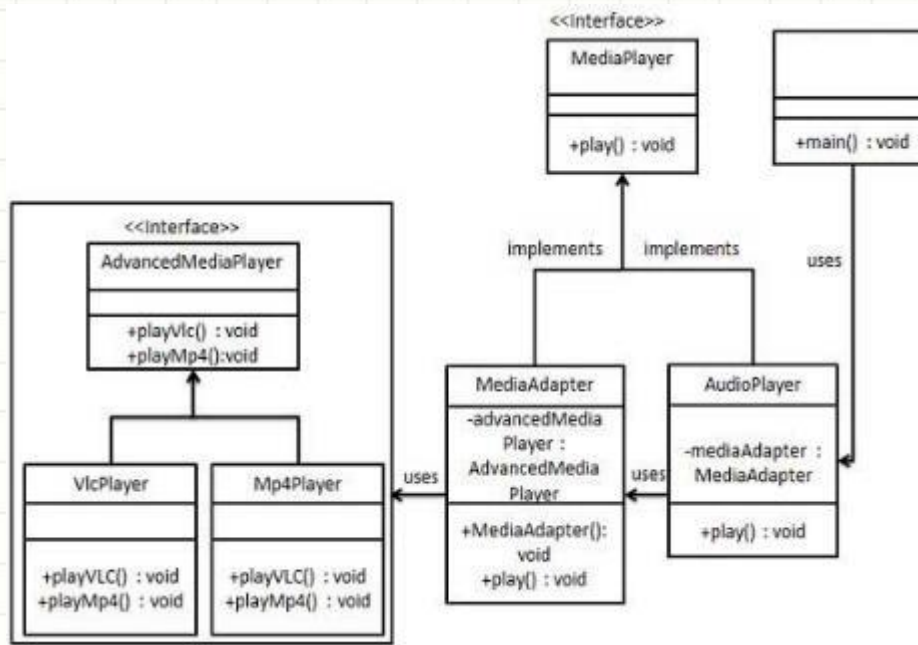 <<Interface>>
MediaPlayer
+play() : void
+main() : void
implements
implements
uses
<<Interface>>
AdvancedMediaPlayer
+playVlc() : void
+playMp4():void
VlcPlayer
+playVLC() : void
+playMp4() : void
Mp4Player
+playVLC() : void
+playMp4() : void
uses
MediaAdapter
-advancedMedia
Player :
AdvancedMedia
Player
+MediaAdapter():
void
+play() : void
uses
AudioPlayer
-mediaAdapter :
MediaAdapter
+play() : void